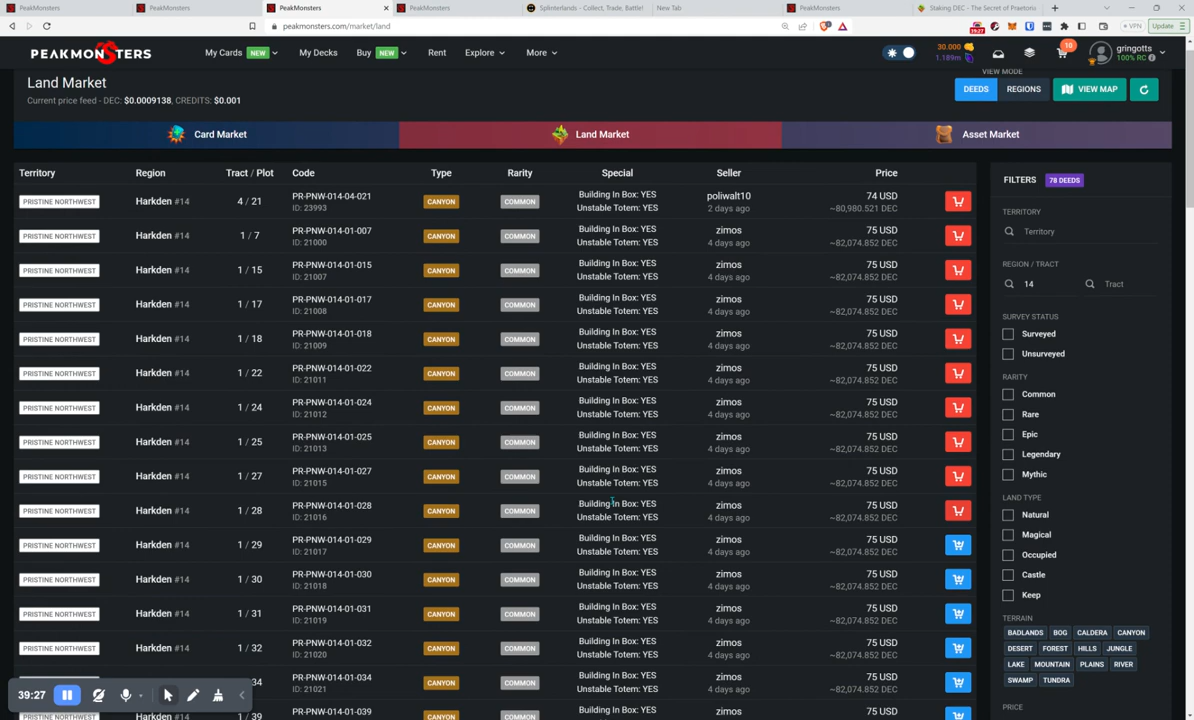 PeakMonsters
PeakMonsters
PeakMonsters
PeakMonsters
Splinterlands - Collect, Trade, Battle!
New Tab
PeakMonsters
Staking DEC - The Secret of Praetoria
peakmonsters.com/market/land
39:27
VPN
Update
PEAKMONSTERS
My Cards NEW
My Decks
Buy NEW
Rent
Explore
More
30.000
1.189m
10
gringotts
100% RC
Land Market
Current price feed - DEC: $0.0009138, CREDITS: $0.001
VIEW MODE
DEEDS REGIONS VIEW MAP
Card Market Land Market Asset Market
Territory Region Tract / Plot Code Type Rarity Special Seller Price
PRISTINE NORTHWEST Harkden #14 4 / 21 PR-PNW-014-04-021 CANYON COMMON Building In Box: YES poliwalt10 74 USD
ID: 23993 Unstable Totem: YES 2 days ago ~80,980.521 DEC
PRISTINE NORTHWEST Harkden #14 1 / 7 PR-PNW-014-01-007 CANYON COMMON Building In Box: YES zimos 75 USD
ID: 21000 Unstable Totem: YES 4 days ago ~82,074.852 DEC
PRISTINE NORTHWEST Harkden #14 1 / 15 PR-PNW-014-01-015 CANYON COMMON Building In Box: YES zimos 75 USD
ID: 21007 Unstable Totem: YES 4 days ago ~82,074.852 DEC
PRISTINE NORTHWEST Harkden #14 1 / 17 PR-PNW-014-01-017 CANYON COMMON Building In Box: YES zimos 75 USD
ID: 21008 Unstable Totem: YES 4 days ago ~82,074.852 DEC
PRISTINE NORTHWEST Harkden #14 1 / 18 PR-PNW-014-01-018 CANYON COMMON Building In Box: YES zimos 75 USD
ID: 21009 Unstable Totem: YES 4 days ago ~82,074.852 DEC
PRISTINE NORTHWEST Harkden #14 1 / 22 PR-PNW-014-01-022 CANYON COMMON Building In Box: YES zimos 75 USD
ID: 21011 Unstable Totem: YES 4 days ago ~82,074.852 DEC
PRISTINE NORTHWEST Harkden #14 1 / 24 PR-PNW-014-01-024 CANYON COMMON Building In Box: YES zimos 75 USD
ID: 21012 Unstable Totem: YES 4 days ago ~82,074.852 DEC
PRISTINE NORTHWEST Harkden #14 1 / 25 PR-PNW-014-01-025 CANYON COMMON Building In Box: YES zimos 75 USD
ID: 21013 Unstable Totem: YES 4 days ago ~82,074.852 DEC
PRISTINE NORTHWEST Harkden #14 1 / 27 PR-PNW-014-01-027 CANYON COMMON Building In Box: YES zimos 75 USD
ID: 21015 Unstable Totem: YES 4 days ago ~82,074.852 DEC
PRISTINE NORTHWEST Harkden #14 1 / 28 PR-PNW-014-01-028 CANYON COMMON Building In Box: YES zimos 75 USD
ID: 21016 Unstable Totem: YES 4 days ago ~82,074.852 DEC
PRISTINE NORTHWEST Harkden #14 1 / 29 PR-PNW-014-01-029 CANYON COMMON Building In Box: YES zimos 75 USD
ID: 21017 Unstable Totem: YES 4 days ago ~82,074.852 DEC
PRISTINE NORTHWEST Harkden #14 1 / 30 PR-PNW-014-01-030 CANYON COMMON Building In Box: YES zimos 75 USD
ID: 21018 Unstable Totem: YES 4 days ago ~82,074.852 DEC
PRISTINE NORTHWEST Harkden #14 1 / 31 PR-PNW-014-01-031 CANYON COMMON Building In Box: YES zimos 75 USD
ID: 21019 Unstable Totem: YES 4 days ago ~82,074.852 DEC
PRISTINE NORTHWEST Harkden #14 1 / 32 PR-PNW-014-01-032 CANYON COMMON Building In Box: YES zimos 75 USD
ID: 21020 Unstable Totem: YES 4 days ago ~82,074.852 DEC
34 PR-PNW-014-01-034 CANYON COMMON Building In Box: YES zimos 75 USD
ID: 21021 Unstable Totem: YES 4 days ago ~82,074.852 DEC
39 PR-PNW-014-01-039 Building In Box: YES zimos 75 USD
FILTERS 78 DEEDS
TERRITORY
Territory
REGION / TRACT
14 Tract
SURVEY STATUS
Surveyed
Unsurveyed
RARITY
Common
Rare
Epic
Legendary
Mythic
LAND TYPE
Natural
Magical
Occupied
Castle
Keep
TERRAIN
BADLANDS BOG CALDERA CANYON
DESERT FOREST HILLS JUNGLE
LAKE MOUNTAIN PLAINS RIVER
SWAMP TUNDRA
PRICE
39:27